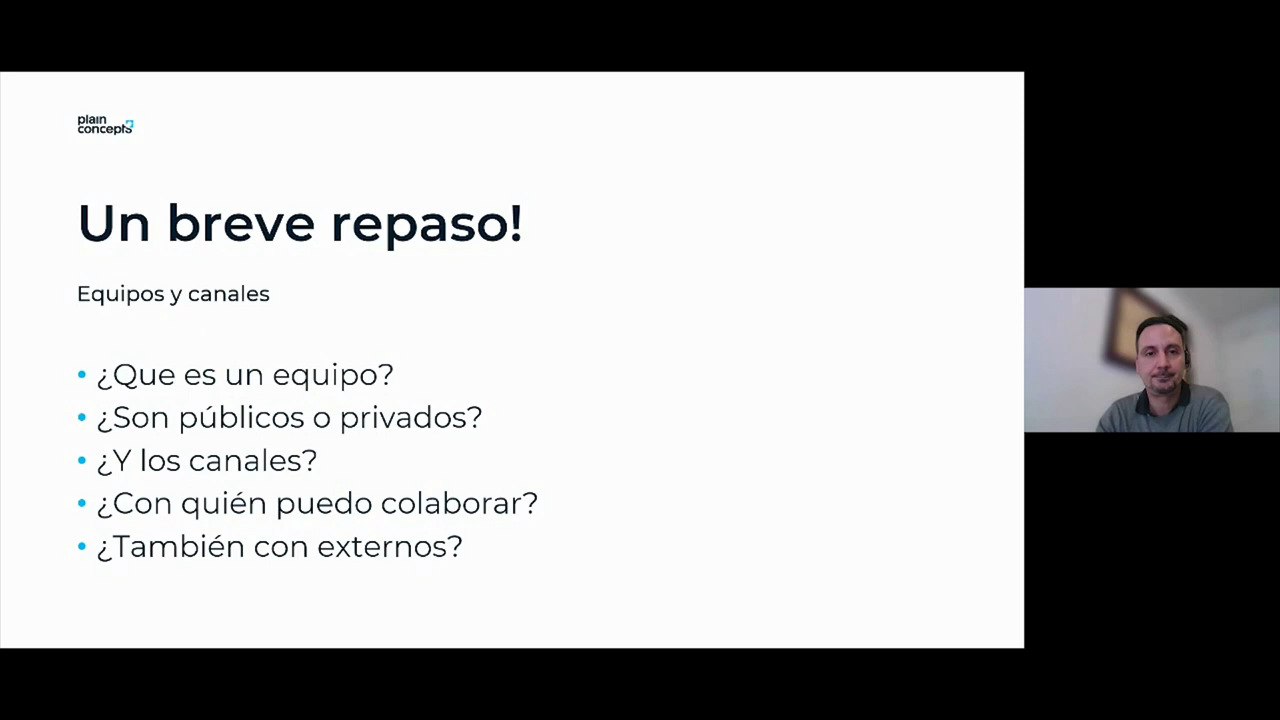 plain
concepts
Un breve repaso!
Equipos y canales
• ¿Que es un equipo?
• ¿Son públicos o privados?
• ¿Y los canales?
• ¿Con quién puedo colaborar?
• ¿También con externos?